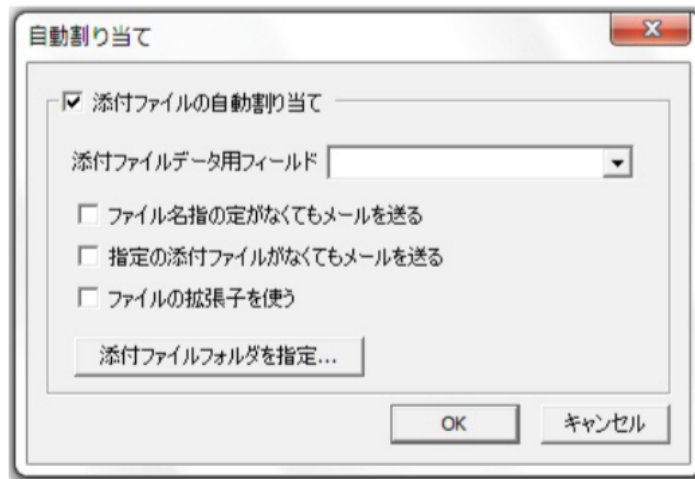 自動割り当て
添付ファイルの自動割り当て
添付ファイルデータ用フィールド
ファイル名指の定がなくてもメールを送る
指定の添付ファイルがなくてもメールを送る
ファイルの拡張子を使う
添付ファイルフォルダを指定...
OK キャンセル